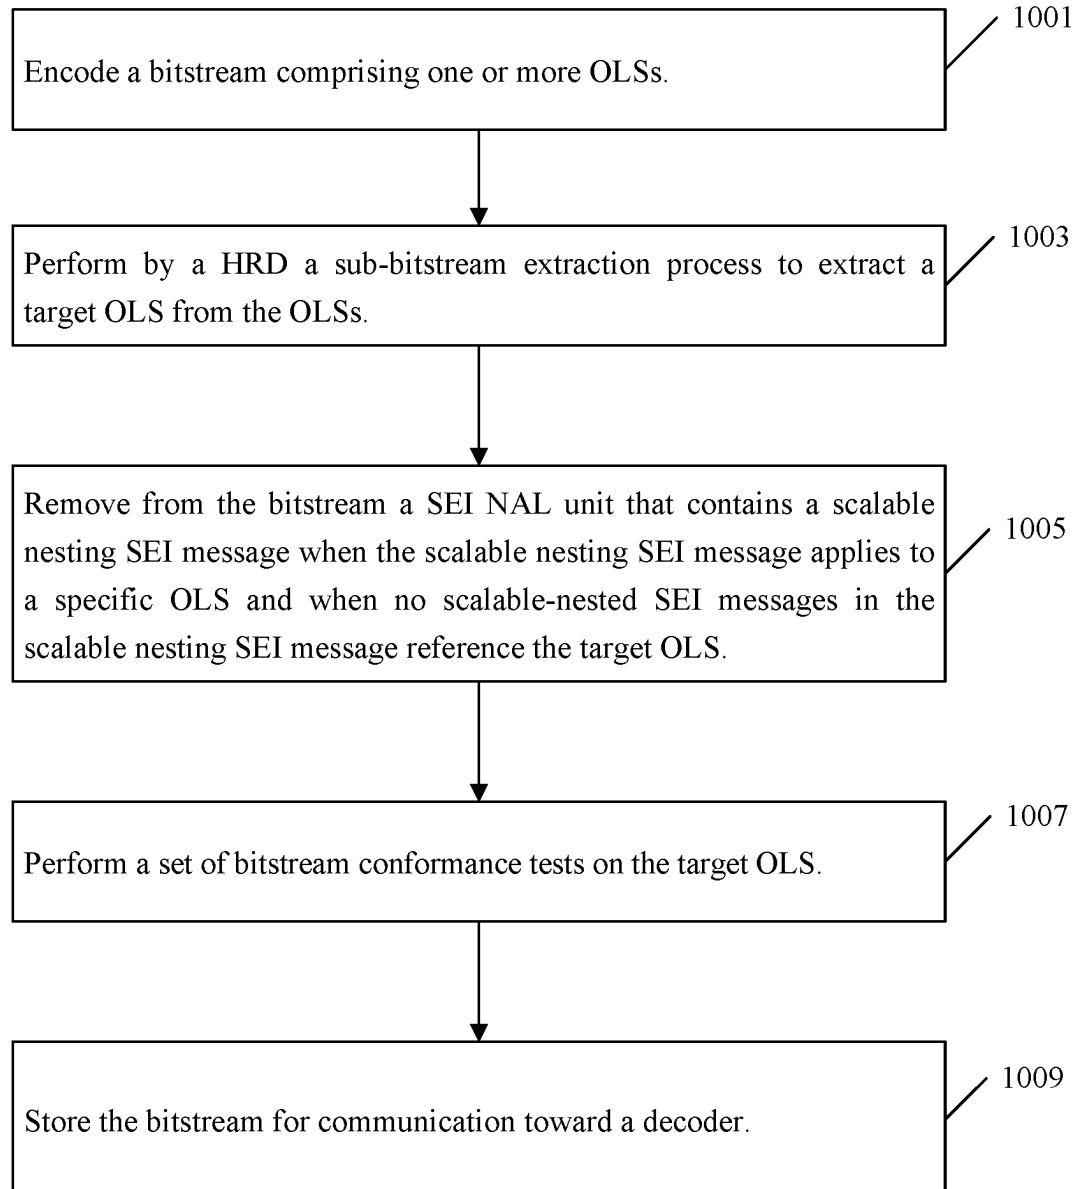 1001
Encode a bitstream comprising one or more OLSs.
1003
Perform by a HRD a sub-bitstream extraction process to extract a
target OLS from the OLSs.
1005
Remove from the bitstream a SEI NAL unit that contains a scalable
nesting SEI message when the scalable nesting SEI message applies to
a specific OLS and when no scalable-nested SEI messages in the
scalable nesting SEI message reference the target OLS.
1007
Perform a set of bitstream conformance tests on the target OLS.
1009
Store the bitstream for communication toward a decoder.